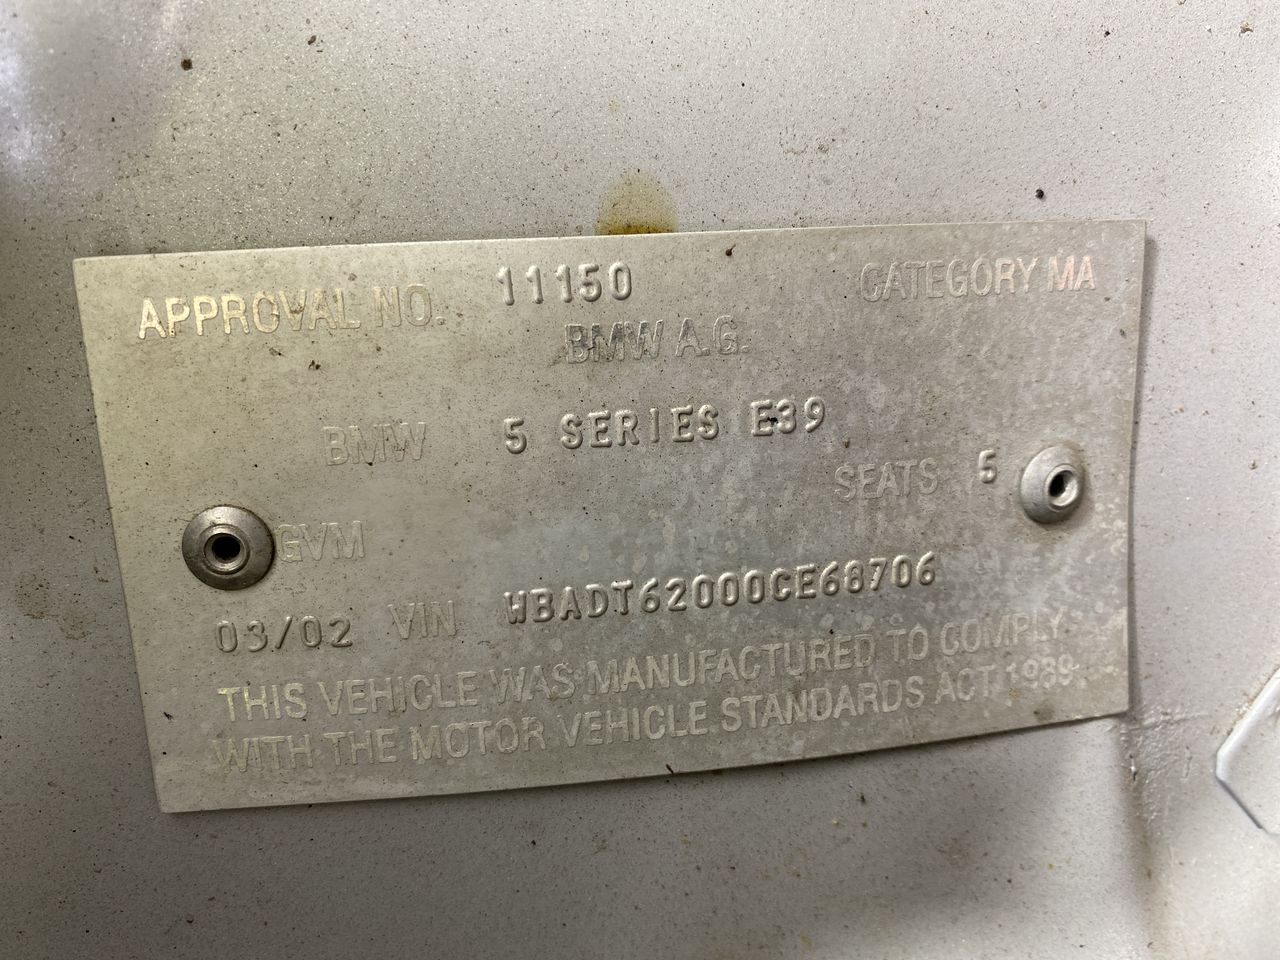 APPROVAL NO. 11150 CATEGORY MA
BMW A.G.
BMW 5 SERIES E39
SEATS 5
GVM
03/02 VIN WBADT62000CE68706
THIS VEHICLE WAS MANUFACTURED TO COMPLY
WITH THE MOTOR VEHICLE STANDARDS ACT 1989